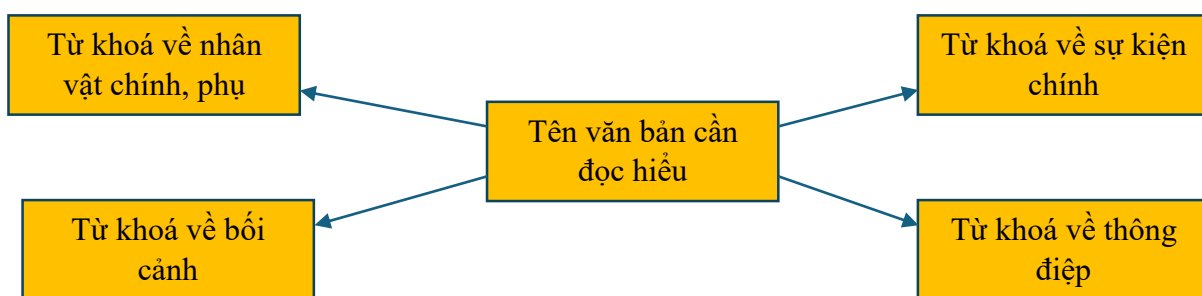 Từ khoá về nhân
vật chính, phụ
Từ khoá về sự kiện
chính
Tên văn bản cần
đọc hiểu
Từ khoá về bối
cảnh
Từ khoá về thông
điệp